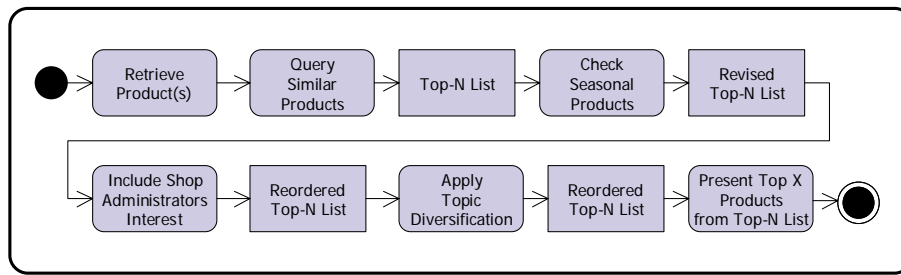 Retrieve
Product(s)
Query
Similar
Products
Top-N List
Check
Seasonal
Products
Revised
Top-N List
Include Shop
Administrators
Interest
Reordered
Top-N List
Apply
Topic
Diversification
Reordered
Top-N List
Present Top X
Products
from Top-N List